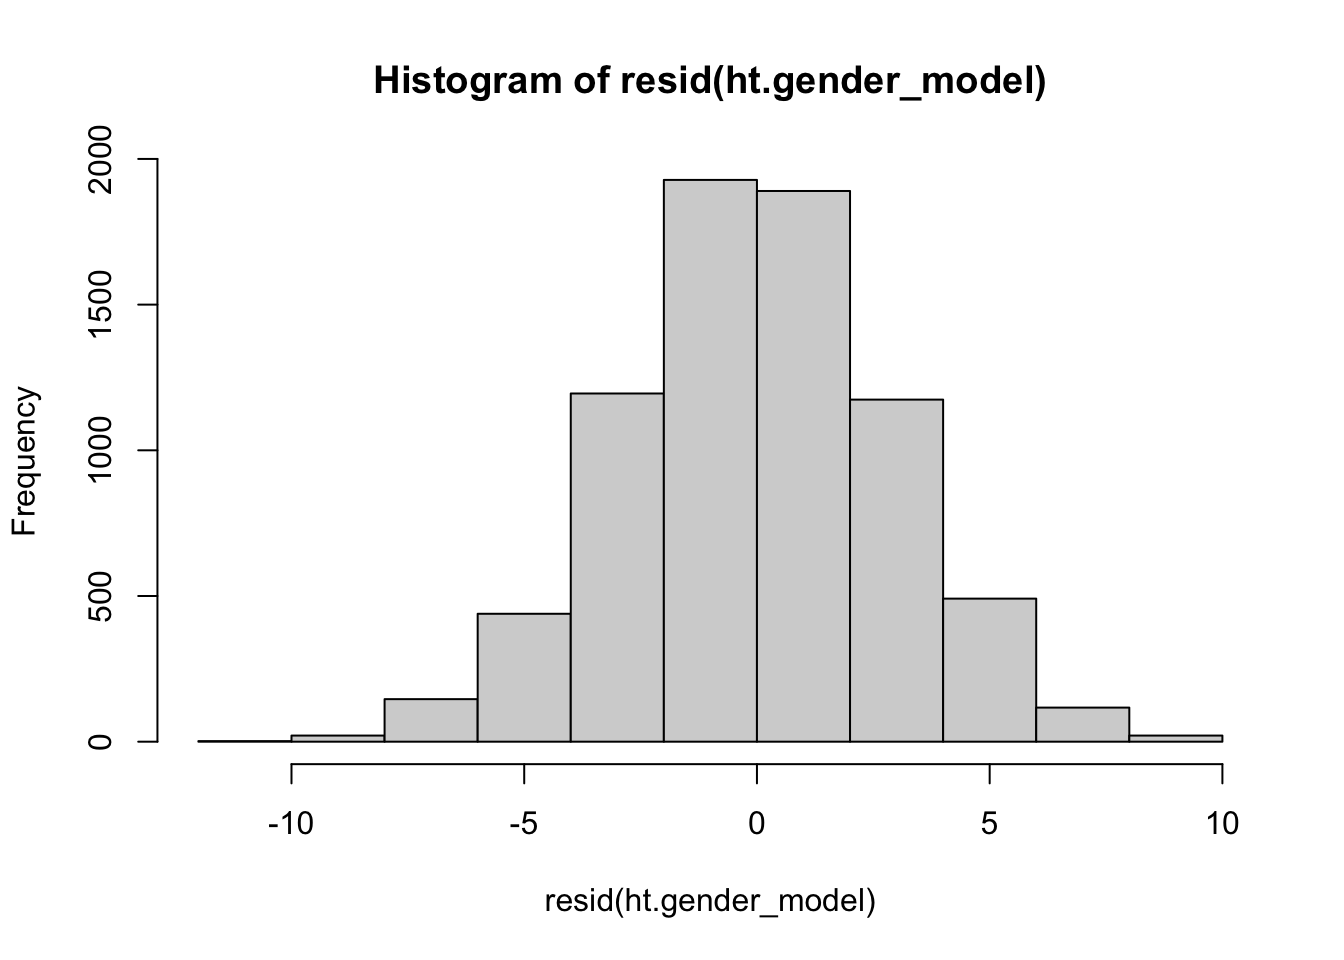 Histogram of resid(ht.gender_model)
2000
1500
1000
500
0
Frequency
-10 -5 0 5 10
resid(ht.gender_model)